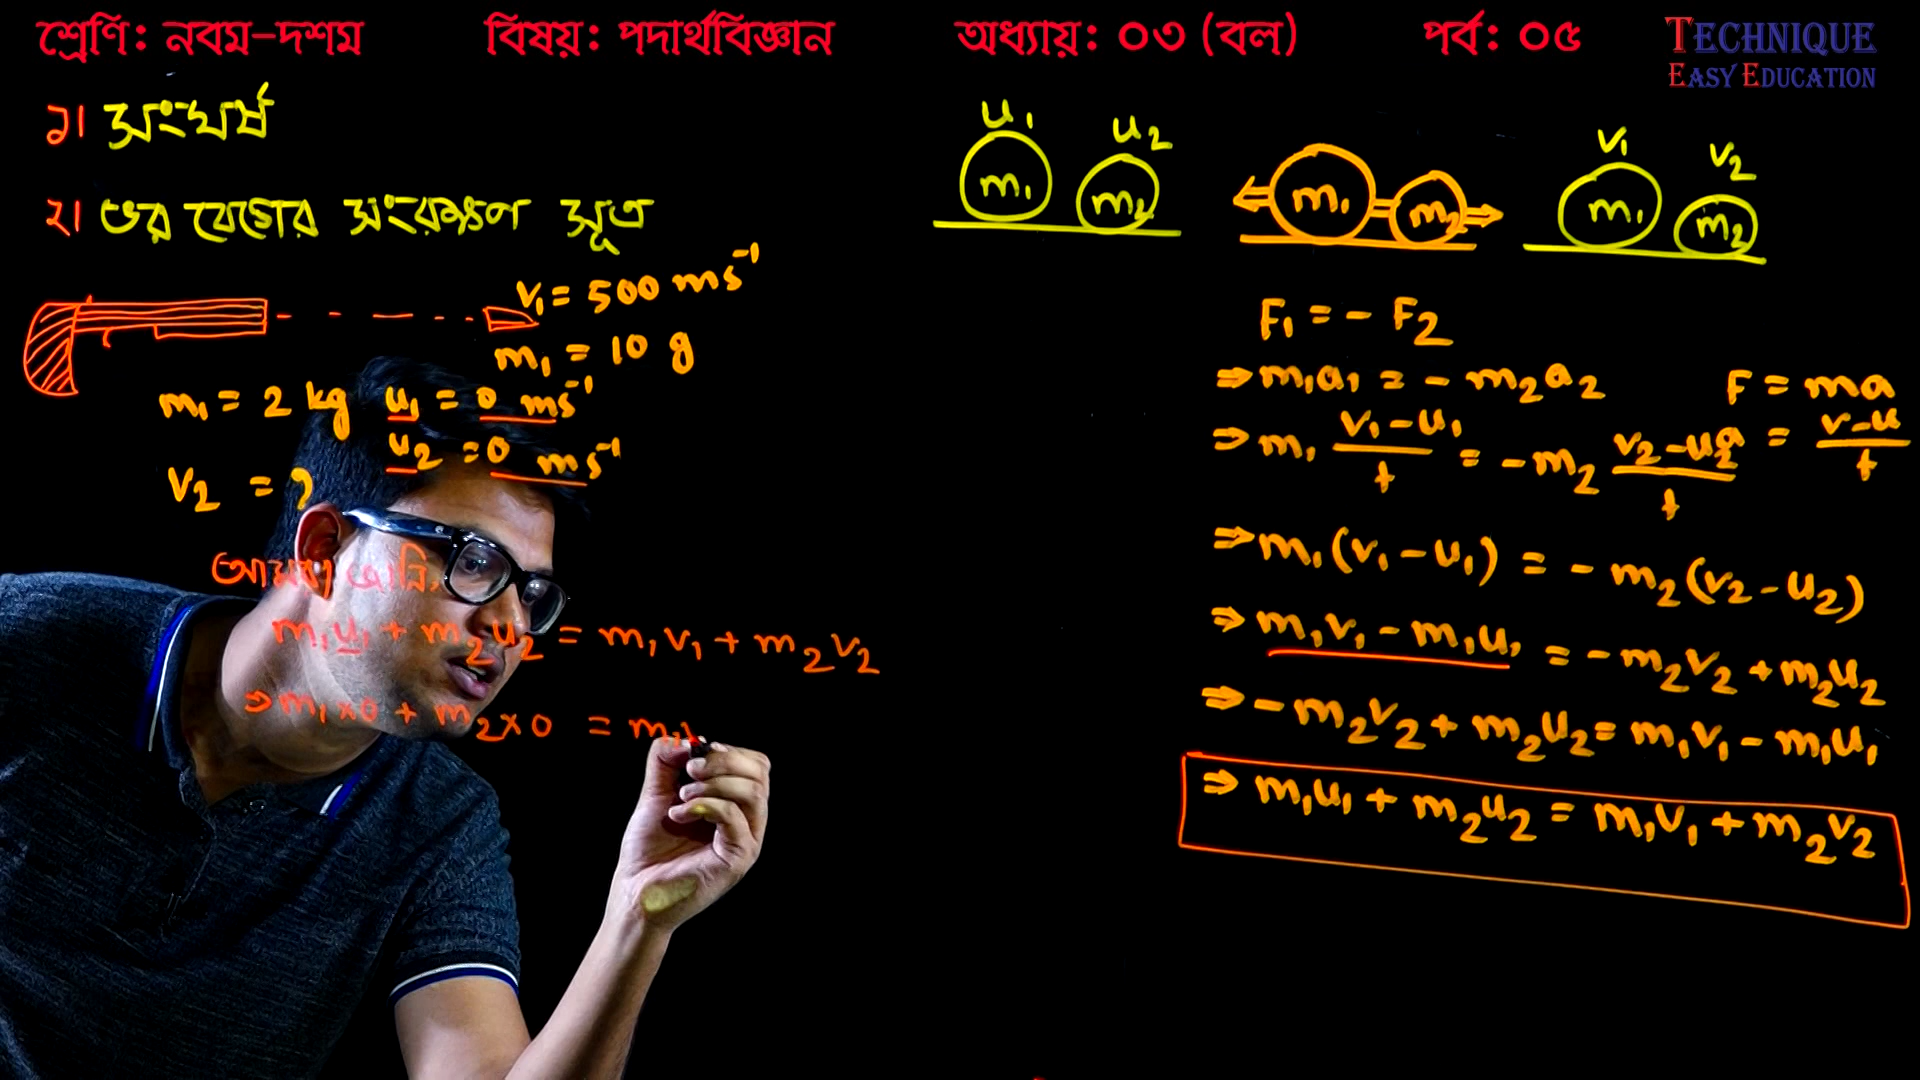 শ্রেণি: নবম-দশম বিষয়: পদার্থবিজ্ঞান অধ্যায়: ০৩ (বল) পর্ব: ০৫ TECHNIQUE EASY EDUCATION
১। সংঘর্ষ
২। ভর বেগের সংরক্ষণ সূত্র
v₁ = 500 ms⁻¹
m₁ = 10 g
m₁ = 2 kg u₁ = 0 ms⁻¹
u₂ = 0 ms⁻¹
v₂ = ?
আমরা জানি,
m₁u₁ + m₂u₂ = m₁v₁ + m₂v₂
⇒ m₁×0 + m₂×0 = m₁v
u₁ u₂
m₁ m₂
m₁ m₂
v₁ v₂
m₁ m₂
F₁ = - F₂
⇒ m₁a₁ = - m₂a₂
F = ma
⇒ m₁ (v₁-u₁)/t = -m₂ (v₂-u₂)/t
a = (v-u)/t
⇒ m₁(v₁ - u₁) = - m₂(v₂ - u₂)
⇒ m₁v₁ - m₁u₁ = - m₂v₂ + m₂u₂
⇒ - m₂v₂ + m₂u₂ = m₁v₁ - m₁u₁
⇒ m₁u₁ + m₂u₂ = m₁v₁ + m₂v₂